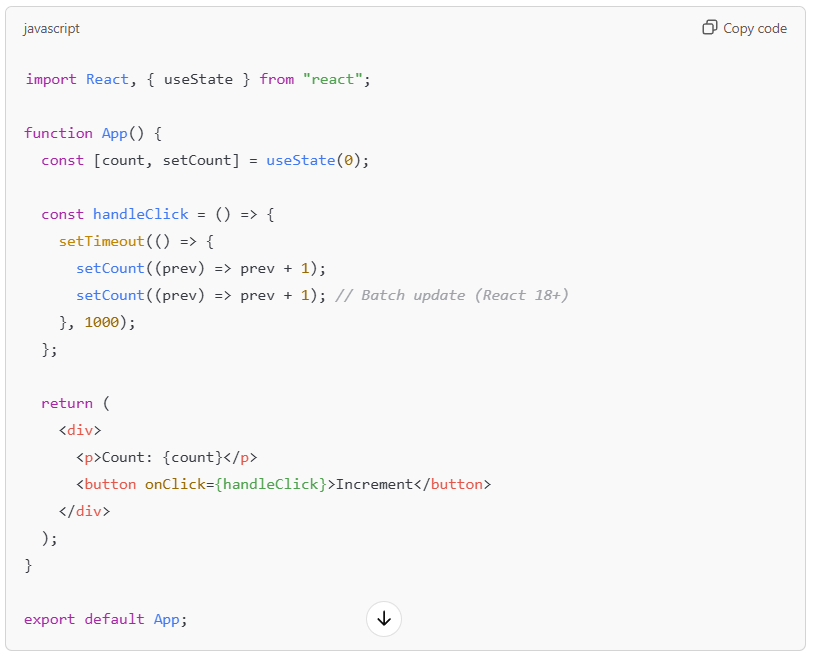 javascript
Copy code
import React, { useState } from "react";
function App() {
  const [count, setCount] = useState(0);
  const handleClick = () => {
    setTimeout(() => {
      setCount((prev) => prev + 1);
      setCount((prev) => prev + 1); // Batch update (React 18+)
    }, 1000);
  };
  return (
    <div>
      <p>Count: {count}</p>
      <button onClick={handleClick}>Increment</button>
    </div>
  );
}
export default App;